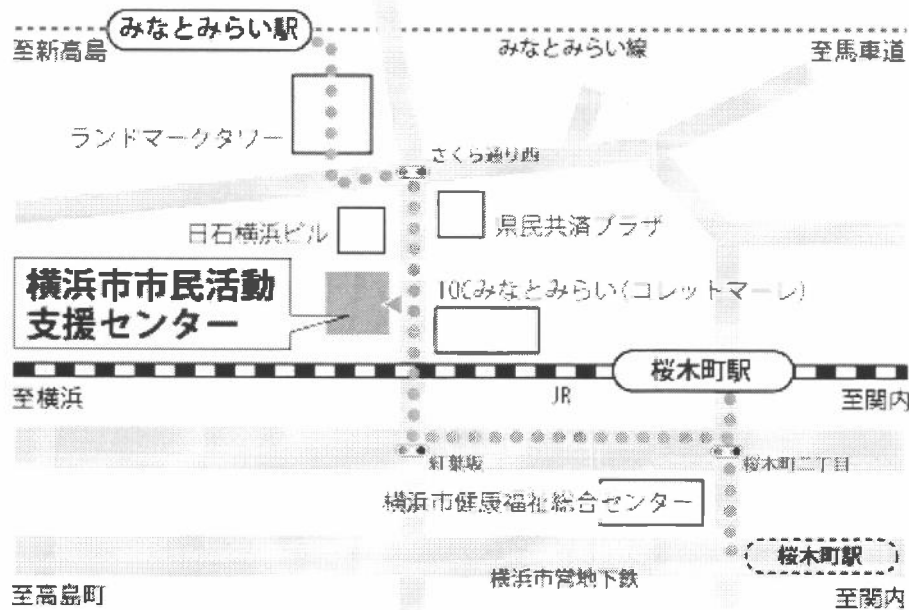 みなとみらい駅
至新高島
みなとみらい線
至馬車道
ランドマークタワー
さくら通り西
日石横浜ビル
県民共済プラザ
横浜市市民活動
支援センター
TOCみなとみらい(コレットマーレ)
桜木町駅
至横浜
JR
至関内
紅葉坂
桜木町二丁目
横浜市健康福祉総合センター
桜木町駅
横浜市営地下鉄
至高島町
至関内